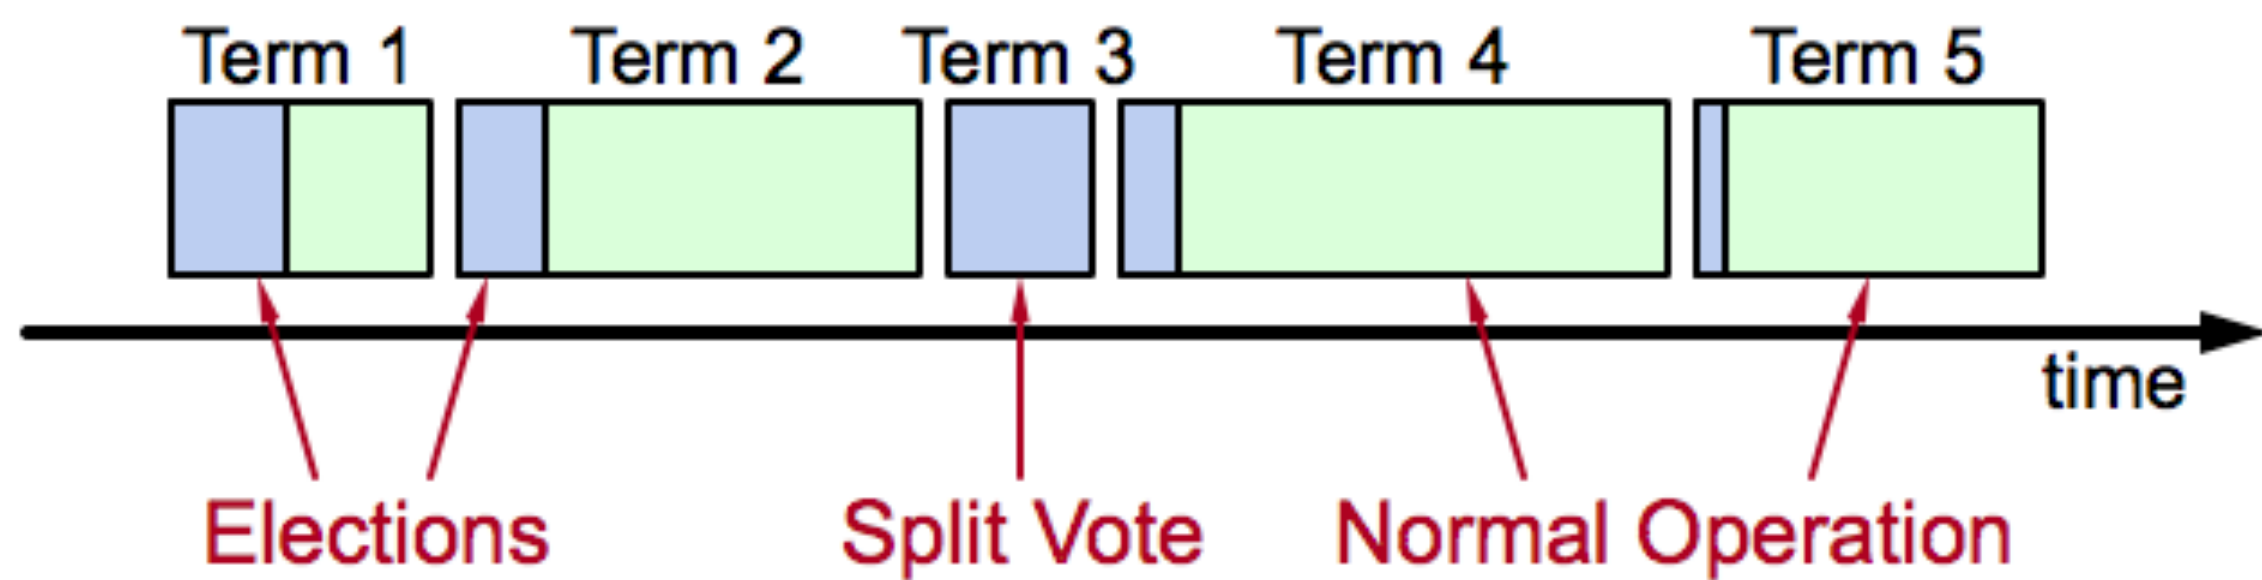 Term 1 Term 2 Term 3 Term 4 Term 5
time
Elections Split Vote Normal Operation